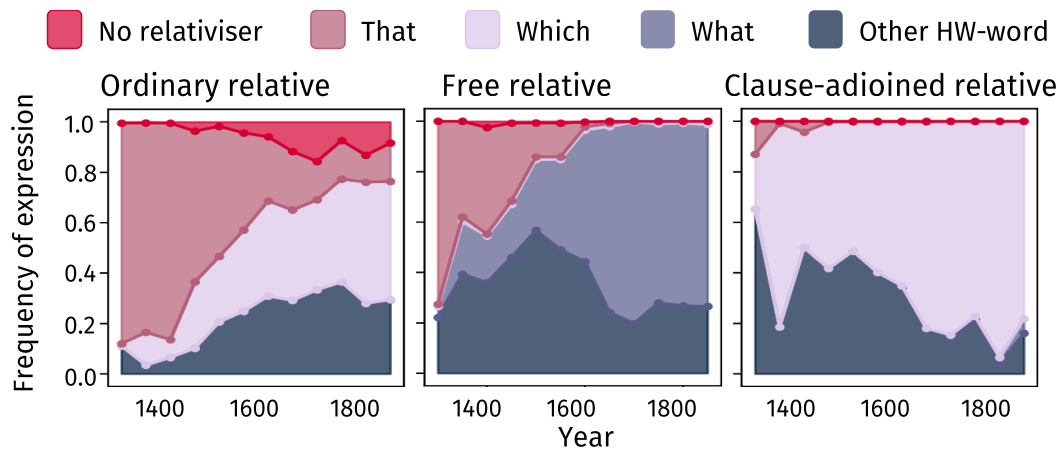 No relativiser That Which What Other HW-word
Ordinary relative Free relative Clause-adioined relative
Frequency of expression
1.0
0.8
0.6
0.4
0.2
0.0
1400 1600 1800 1400 1600 1800 1400 1600 1800
Year